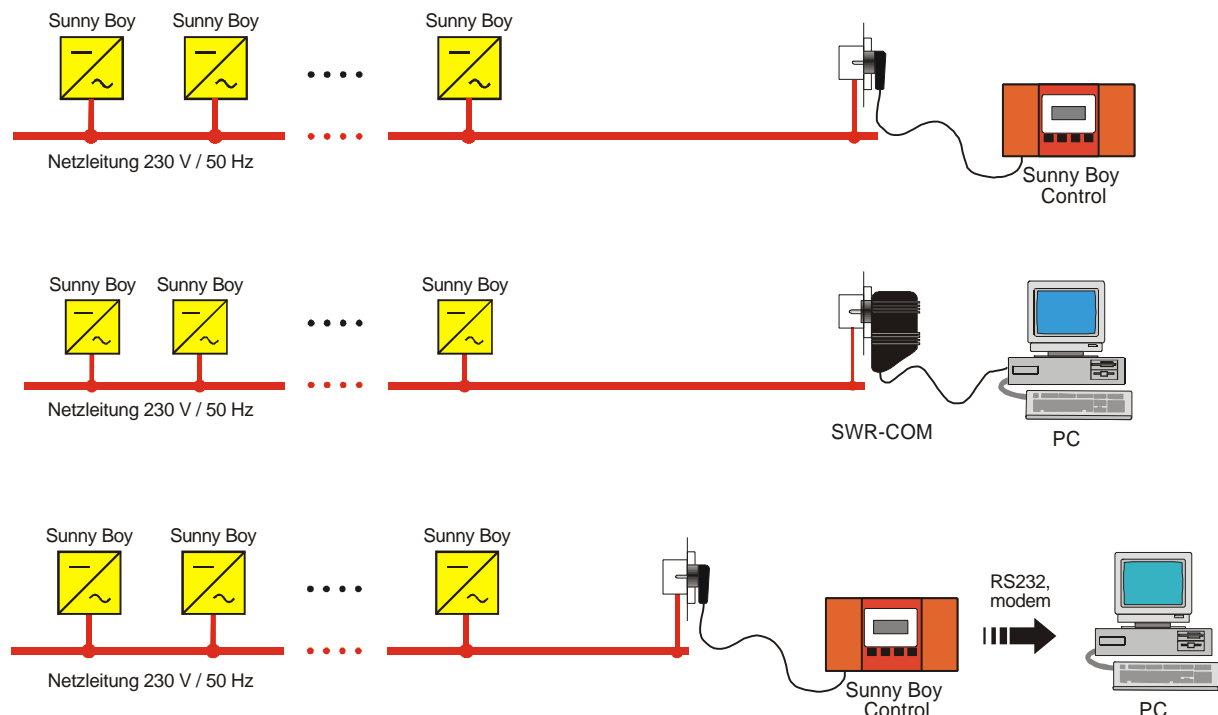 Sunny Boy Sunny Boy Sunny Boy
Netzleitung 230 V / 50 Hz
Sunny Boy
Control
Sunny Boy Sunny Boy Sunny Boy
Netzleitung 230 V / 50 Hz
SWR-COM
PC
Sunny Boy Sunny Boy Sunny Boy
Netzleitung 230 V / 50 Hz
RS232,
modem
Sunny Boy
Control
PC